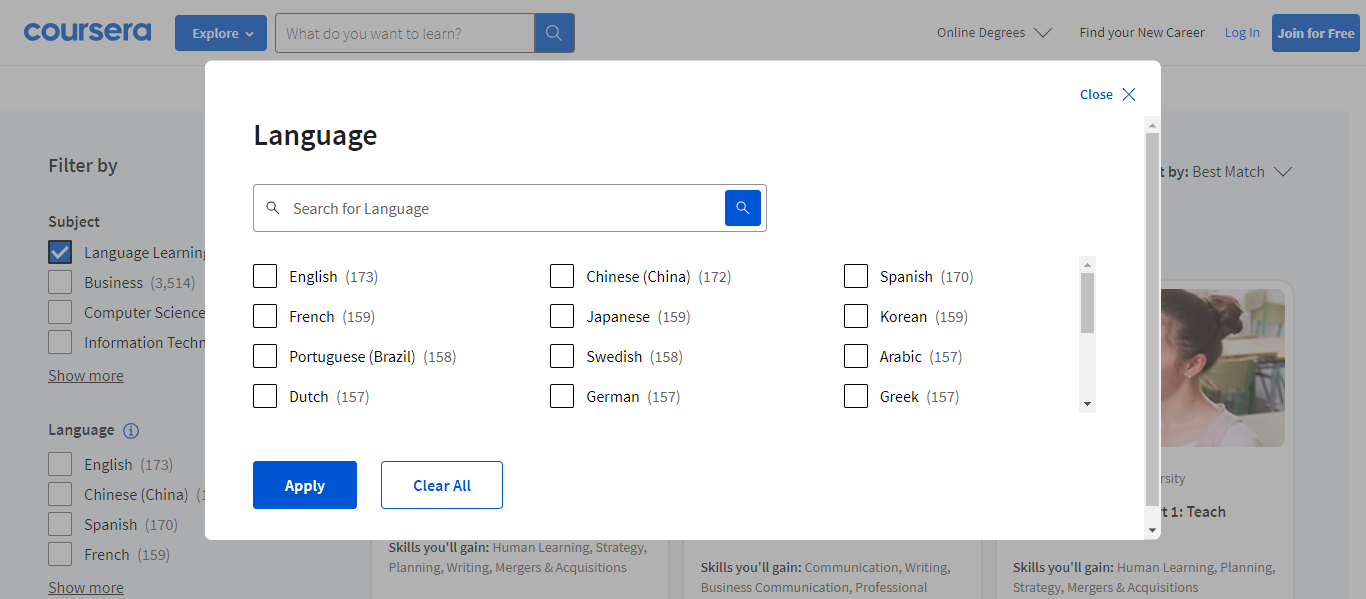 coursera
Explore
What do you want to learn?
Online Degrees
Find your New Career
Log In
Join for Free
Close
Language
Search for Language
English (173)
Chinese (China) (172)
Spanish (170)
French (159)
Japanese (159)
Korean (159)
Portuguese (Brazil) (158)
Swedish (158)
Arabic (157)
Dutch (157)
German (157)
Greek (157)
Apply
Clear All
Filter by
Subject
Language Learning
Business (3,514)
Computer Science
Information Techn
Show more
Language
English (173)
Chinese (China)
Spanish (170)
French (159)
Show more
by: Best Match
1: Teach
Skills you'll gain: Human Learning, Strategy,
Planning, Writing, Mergers & Acquisitions
Skills you'll gain: Communication, Writing,
Business Communication, Professional
Skills you'll gain: Human Learning, Planning,
Strategy, Mergers & Acquisitions